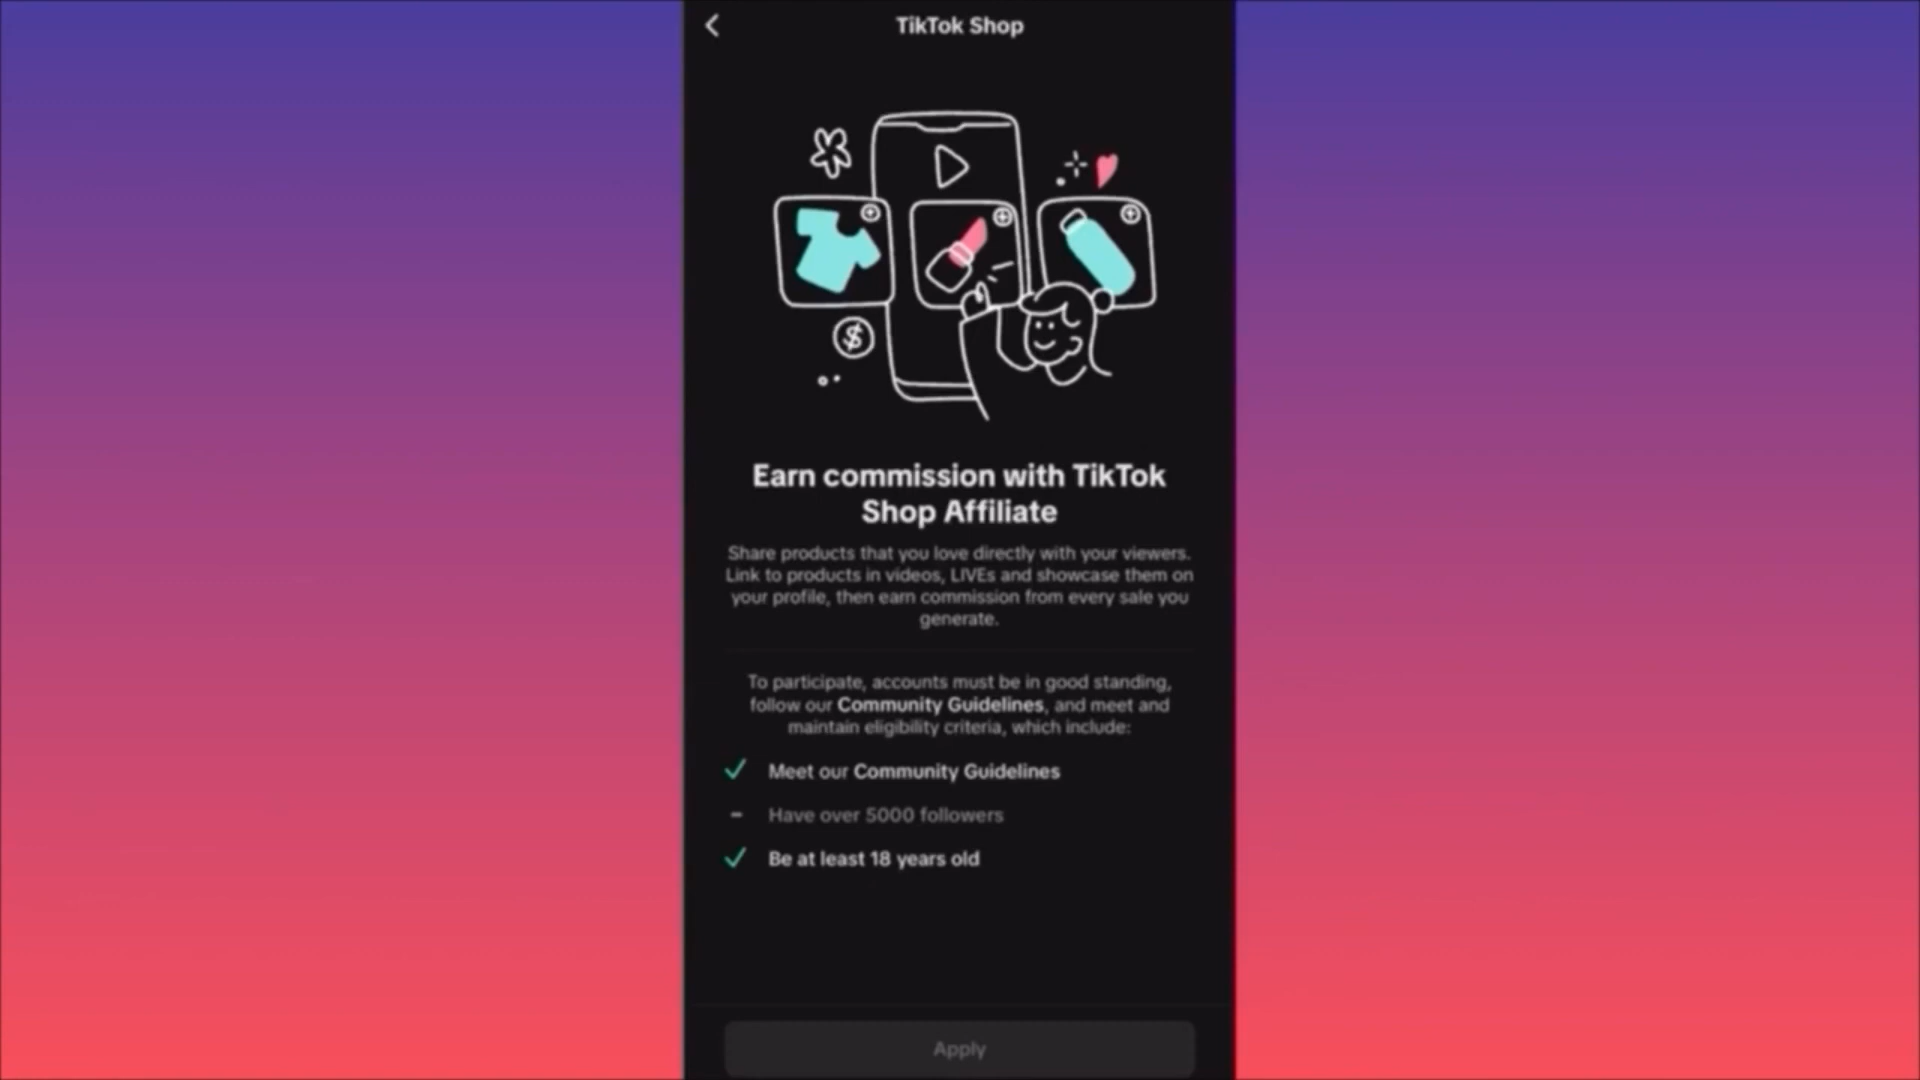 TikTok Shop
$
Earn commission with TikTok
Shop Affiliate
Share products that you love directly with your viewers.
Link to products in videos, LIVEs and showcase them on
your profile, then earn commission from every sale you
generate.
To participate, accounts must be in good standing,
follow our Community Guidelines, and meet and
maintain eligibility criteria, which include:
Meet our Community Guidelines
Have over 5000 followers
Be at least 18 years old
Apply